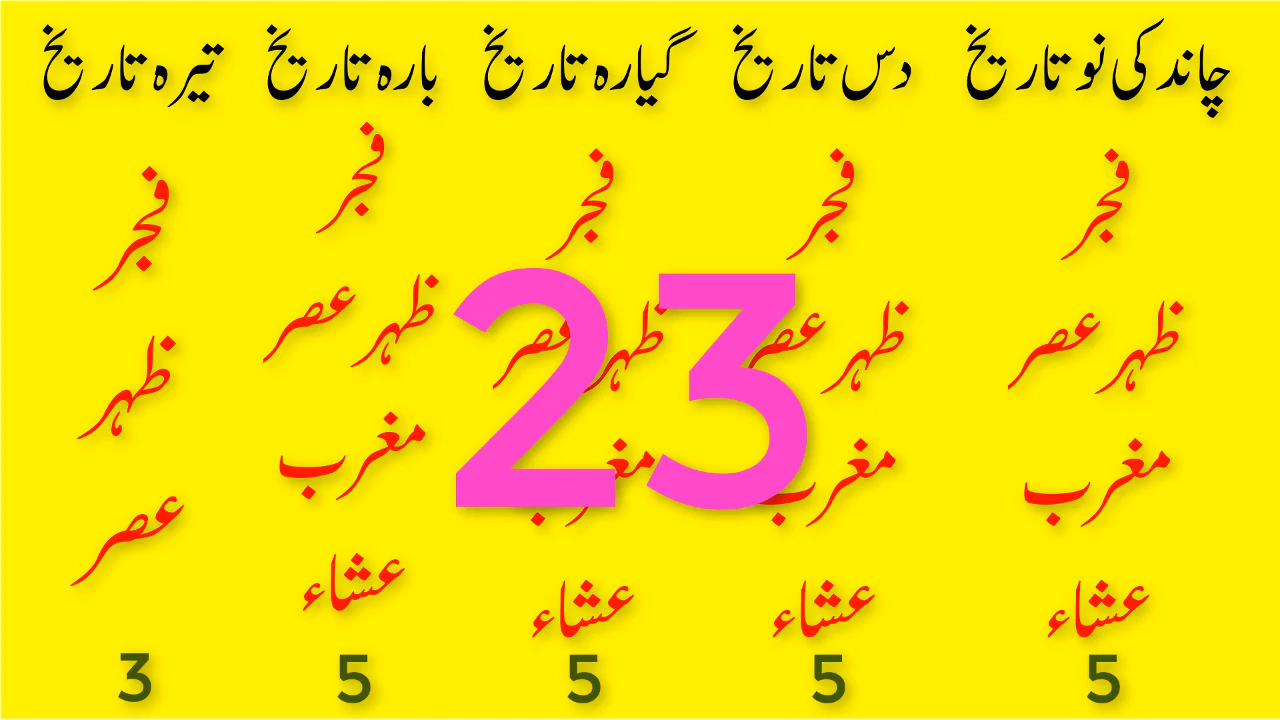 چاند کی نو تاریخ
فجر
ظہر عصر
مغرب
عشاء
5
دس تاریخ
فجر
ظہر عصر
مغرب
عشاء
5
گیارہ تاریخ
فجر
ظہر عصر
مغرب
عشاء
5
بارہ تاریخ
فجر
ظہر عصر
مغرب
عشاء
5
تیرہ تاریخ
فجر
ظہر
عصر
3
23